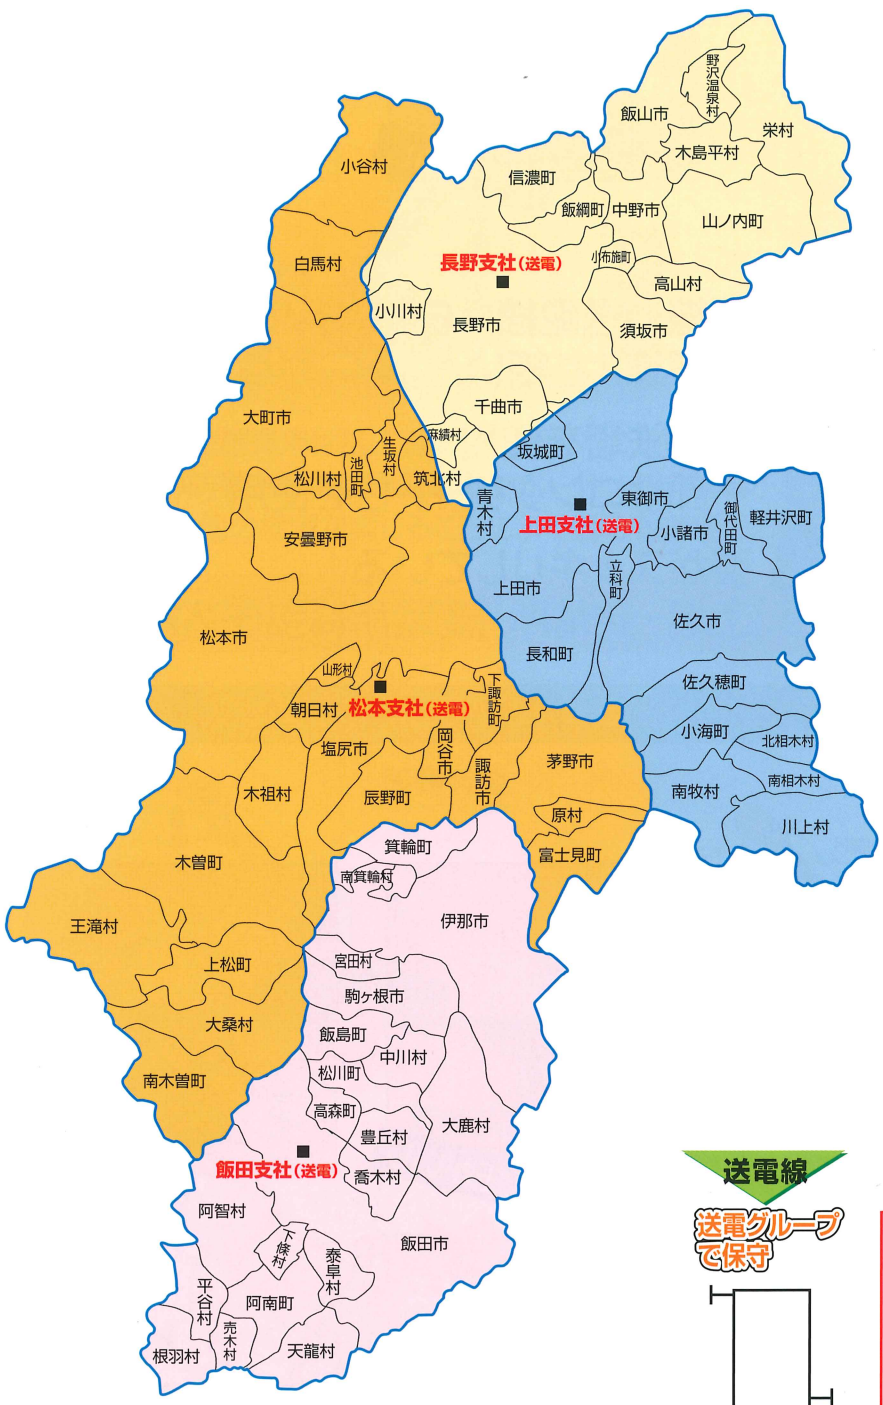 野沢温泉村
飯山市
栄村
木島平村
小谷村
信濃町
飯綱町
中野市
山ノ内町
白馬村
長野支社(送電)
小布施町
高山村
小川村
長野市
須坂市
大町市
千曲市
麻績村
生坂村
坂城町
松川村
池田町
筑北村
青木村
東御市
上田支社(送電)
小諸市
御代田町
軽井沢町
安曇野市
立科町
上田市
佐久市
松本市
長和町
山形村
下諏訪町
佐久穂町
朝日村
松本支社(送電)
小海町
北相木村
塩尻市
岡谷市
茅野市
諏訪市
南相木村
木祖村
辰野町
南牧村
原村
川上村
箕輪町
富士見町
木曽町
南箕輪村
王滝村
伊那市
上松町
宮田村
駒ヶ根市
大桑村
飯島町
中川村
松川町
南木曽町
高森町
大鹿村
豊丘村
飯田支社(送電)
喬木村
送電線
阿智村
送電グループ
で保守
下條村
飯田市
泰阜村
平谷村
阿南町
売木村
天龍村
根羽村